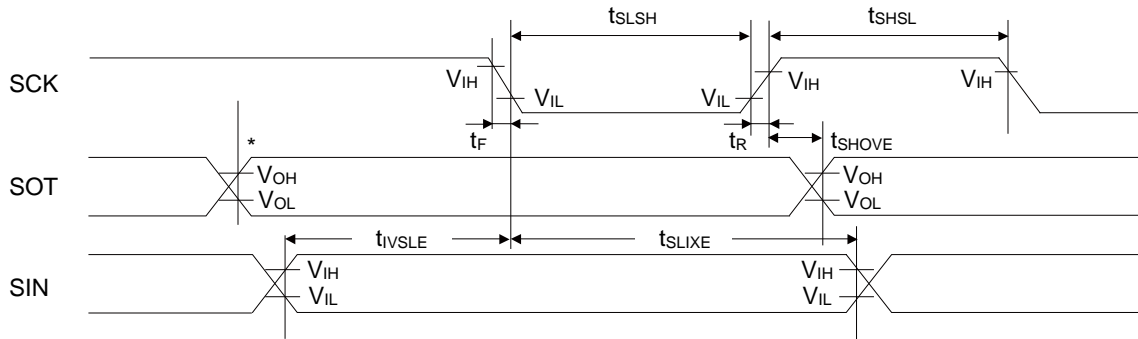 tSLSH
tSHSL
SCK
VIH
VIL
VIL
VIH
VIH
tF
tR
tSHOVE
*
SOT
VOH
VOL
VOH
VOL
tIVSLE
tSLIXE
SIN
VIH
VIL
VIH
VIL